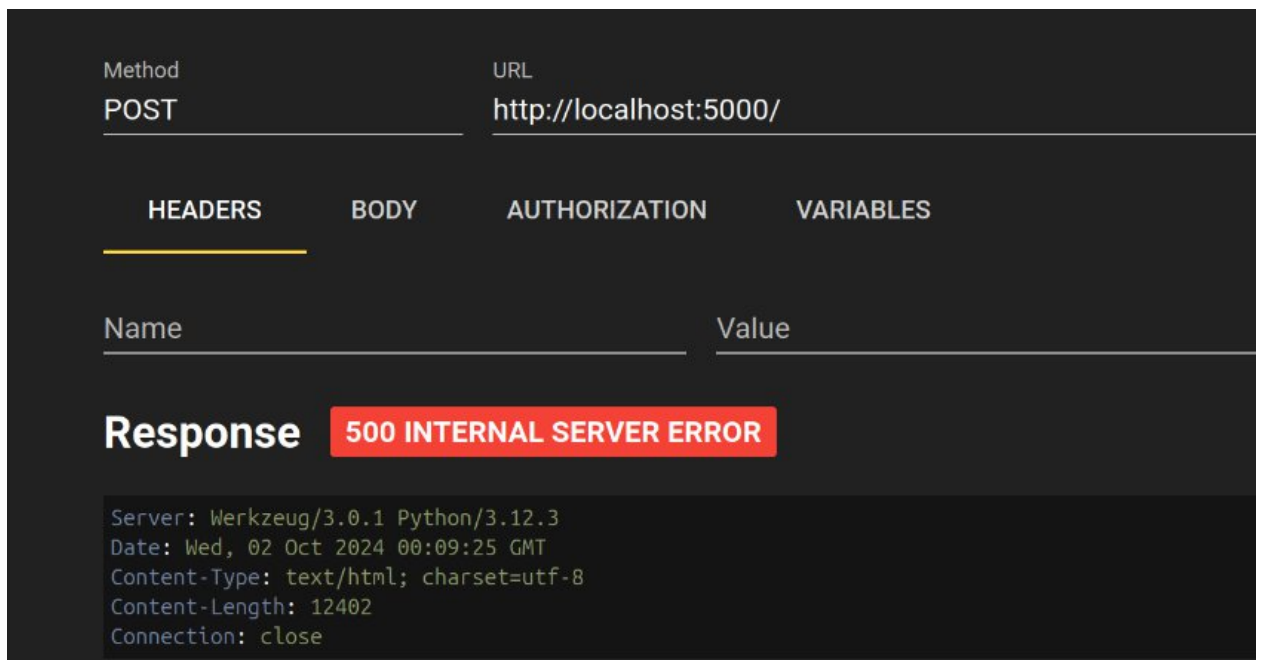 Method URL
POST http://localhost:5000/
HEADERS BODY AUTHORIZATION VARIABLES
Name Value
Response 500 INTERNAL SERVER ERROR
Server: Werkzeug/3.0.1 Python/3.12.3
Date: Wed, 02 Oct 2024 00:09:25 GMT
Content-Type: text/html; charset=utf-8
Content-Length: 12402
Connection: close